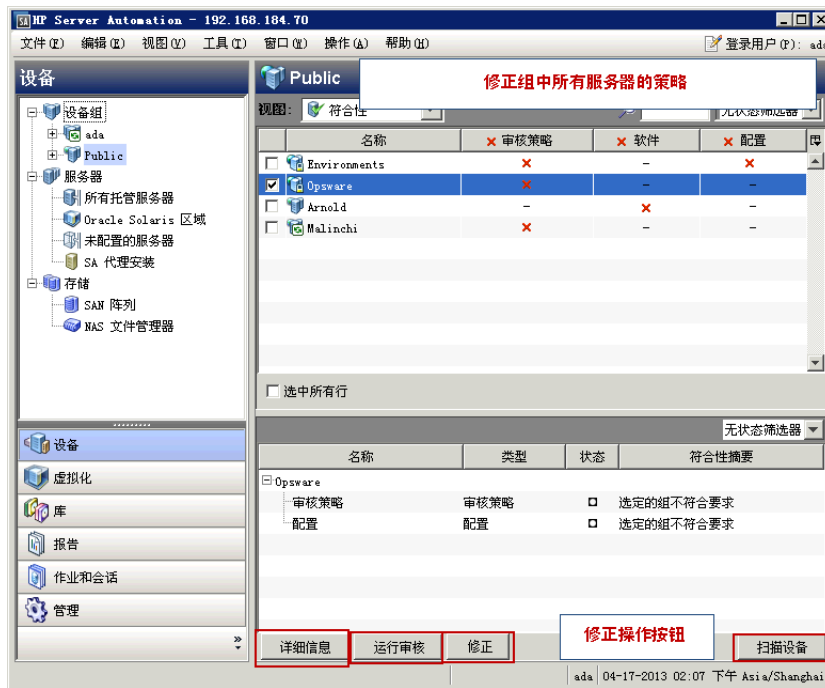 HP Server Automation - 192.168.184.70
文件(F) 编辑(E) 视图(V) 工具(T) 窗口(W) 操作(A) 帮助(H) 登录用户(P): ada
设备
Public
修正组中所有服务器的策略
设备组
ada
Public
服务器
所有托管服务器
Oracle Solaris 区域
未配置的服务器
SA 代理安装
存储
SAN 阵列
NAS 文件管理器
视图: 符合性 无状态筛选器
名称 审核策略 软件 配置
Environments
Opsware
Arnold
Malinchi
选中所有行
无状态筛选器
名称 类型 状态 符合性摘要
Opsware
审核策略 审核策略 选定的组不符合要求
配置 配置 选定的组不符合要求
设备
虚拟化
库
报告
作业和会话
管理
修正操作按钮
详细信息 运行审核 修正 扫描设备
ada 04-17-2013 02:07 下午 Asia/Shanghai